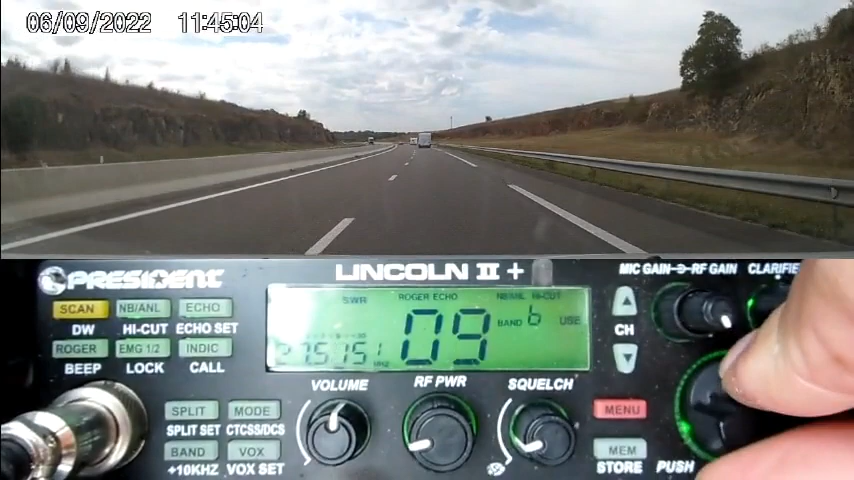 06/09/2022 11:45:04
PRESIDENT LINCOLN II + MIC GAIN RF GAIN CLARIFIE
SCAN NB/ANL ECHO
DW HI-CUT ECHO SET
ROGER EMG 1/2 INDIC
BEEP LOCK CALL
SWR ROGER ECHO NB/ANL HI-CUT
09 BAND b USB
CH
VOLUME RF PWR SQUELCH
SPLIT MODE MENU
SPLIT SET CTCSS/DCS
BAND VOX MEM
+10KHZ VOX SET STORE PUSH